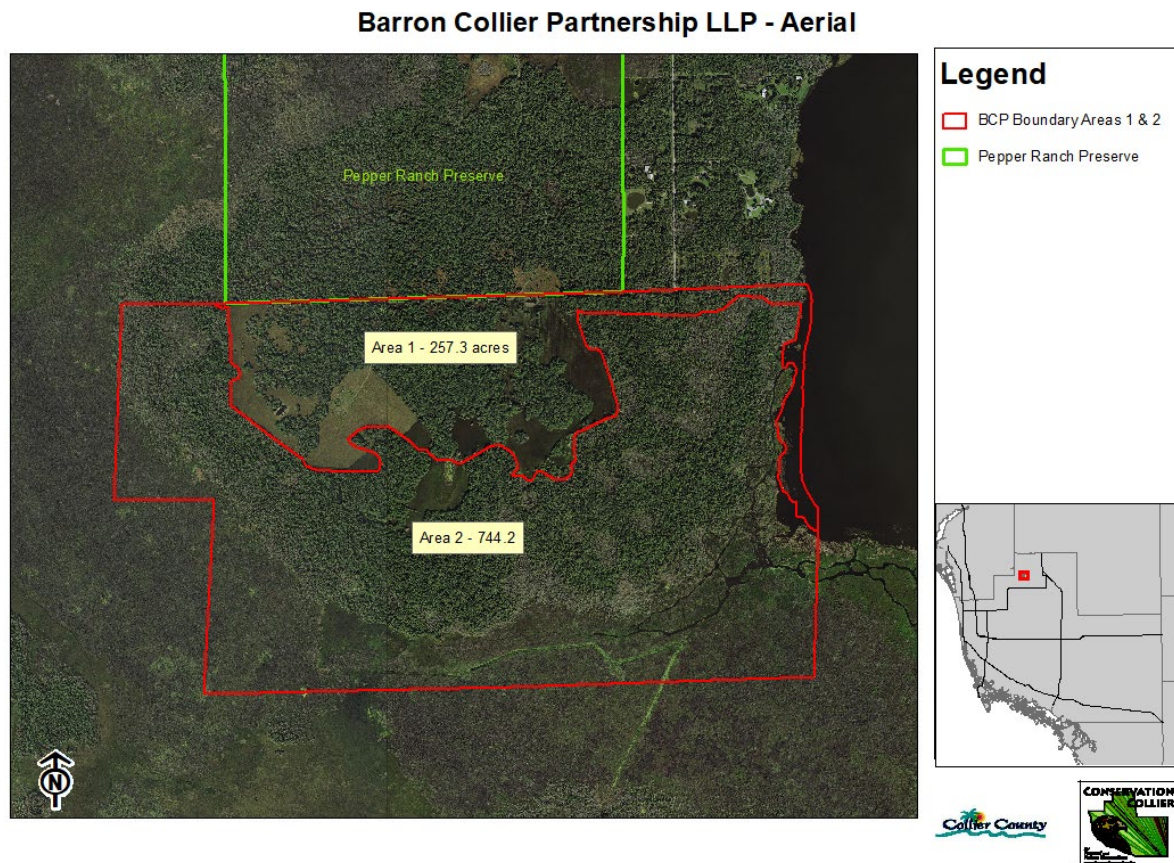 Barron Collier Partnership LLP - Aerial
Legend
BCP Boundary Areas 1 & 2
Pepper Ranch Preserve
Pepper Ranch Preserve
Area 1 - 257.3 acres
Area 2 - 744.2
N
Collier County
CONSERVATION
COLLIER